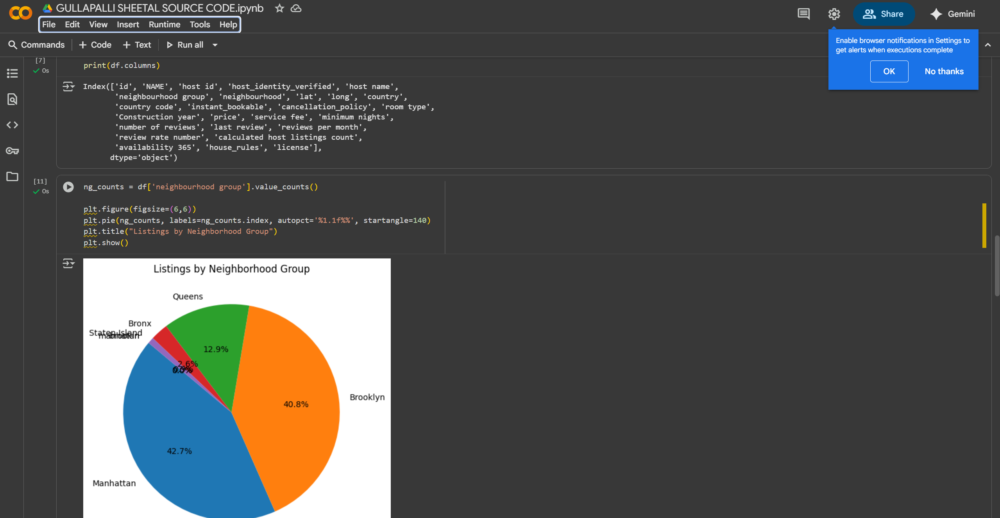 GULLAPALLI SHEETAL SOURCE CODE.ipynb
File Edit View Insert Runtime Tools Help
Share
Gemini
Commands
Code
Text
Run all
Enable browser notifications in Settings to
get alerts when executions complete
OK
No thanks
[7]
0s
print(df.columns)
Index(['id', 'NAME', 'host id', 'host_identity_verified', 'host name',
'neighbourhood group', 'neighbourhood', 'lat', 'long', 'country',
'country code', 'instant_bookable', 'cancellation_policy', 'room type',
'Construction year', 'price', 'service fee', 'minimum nights',
'number of reviews', 'last review', 'reviews per month',
'review rate number', 'calculated host listings count',
'availability 365', 'house_rules', 'license'],
dtype='object')
[11]
0s
ng_counts = df['neighbourhood group'].value_counts()
plt.figure(figsize=(6,6))
plt.pie(ng_counts, labels=ng_counts.index, autopct='%1.1f%%', startangle=140)
plt.title("Listings by Neighborhood Group")
plt.show()
Listings by Neighborhood Group
Queens
Bronx
Staten Island
12.9%
2.6%
0.0%
Brooklyn
40.8%
42.7%
Manhattan